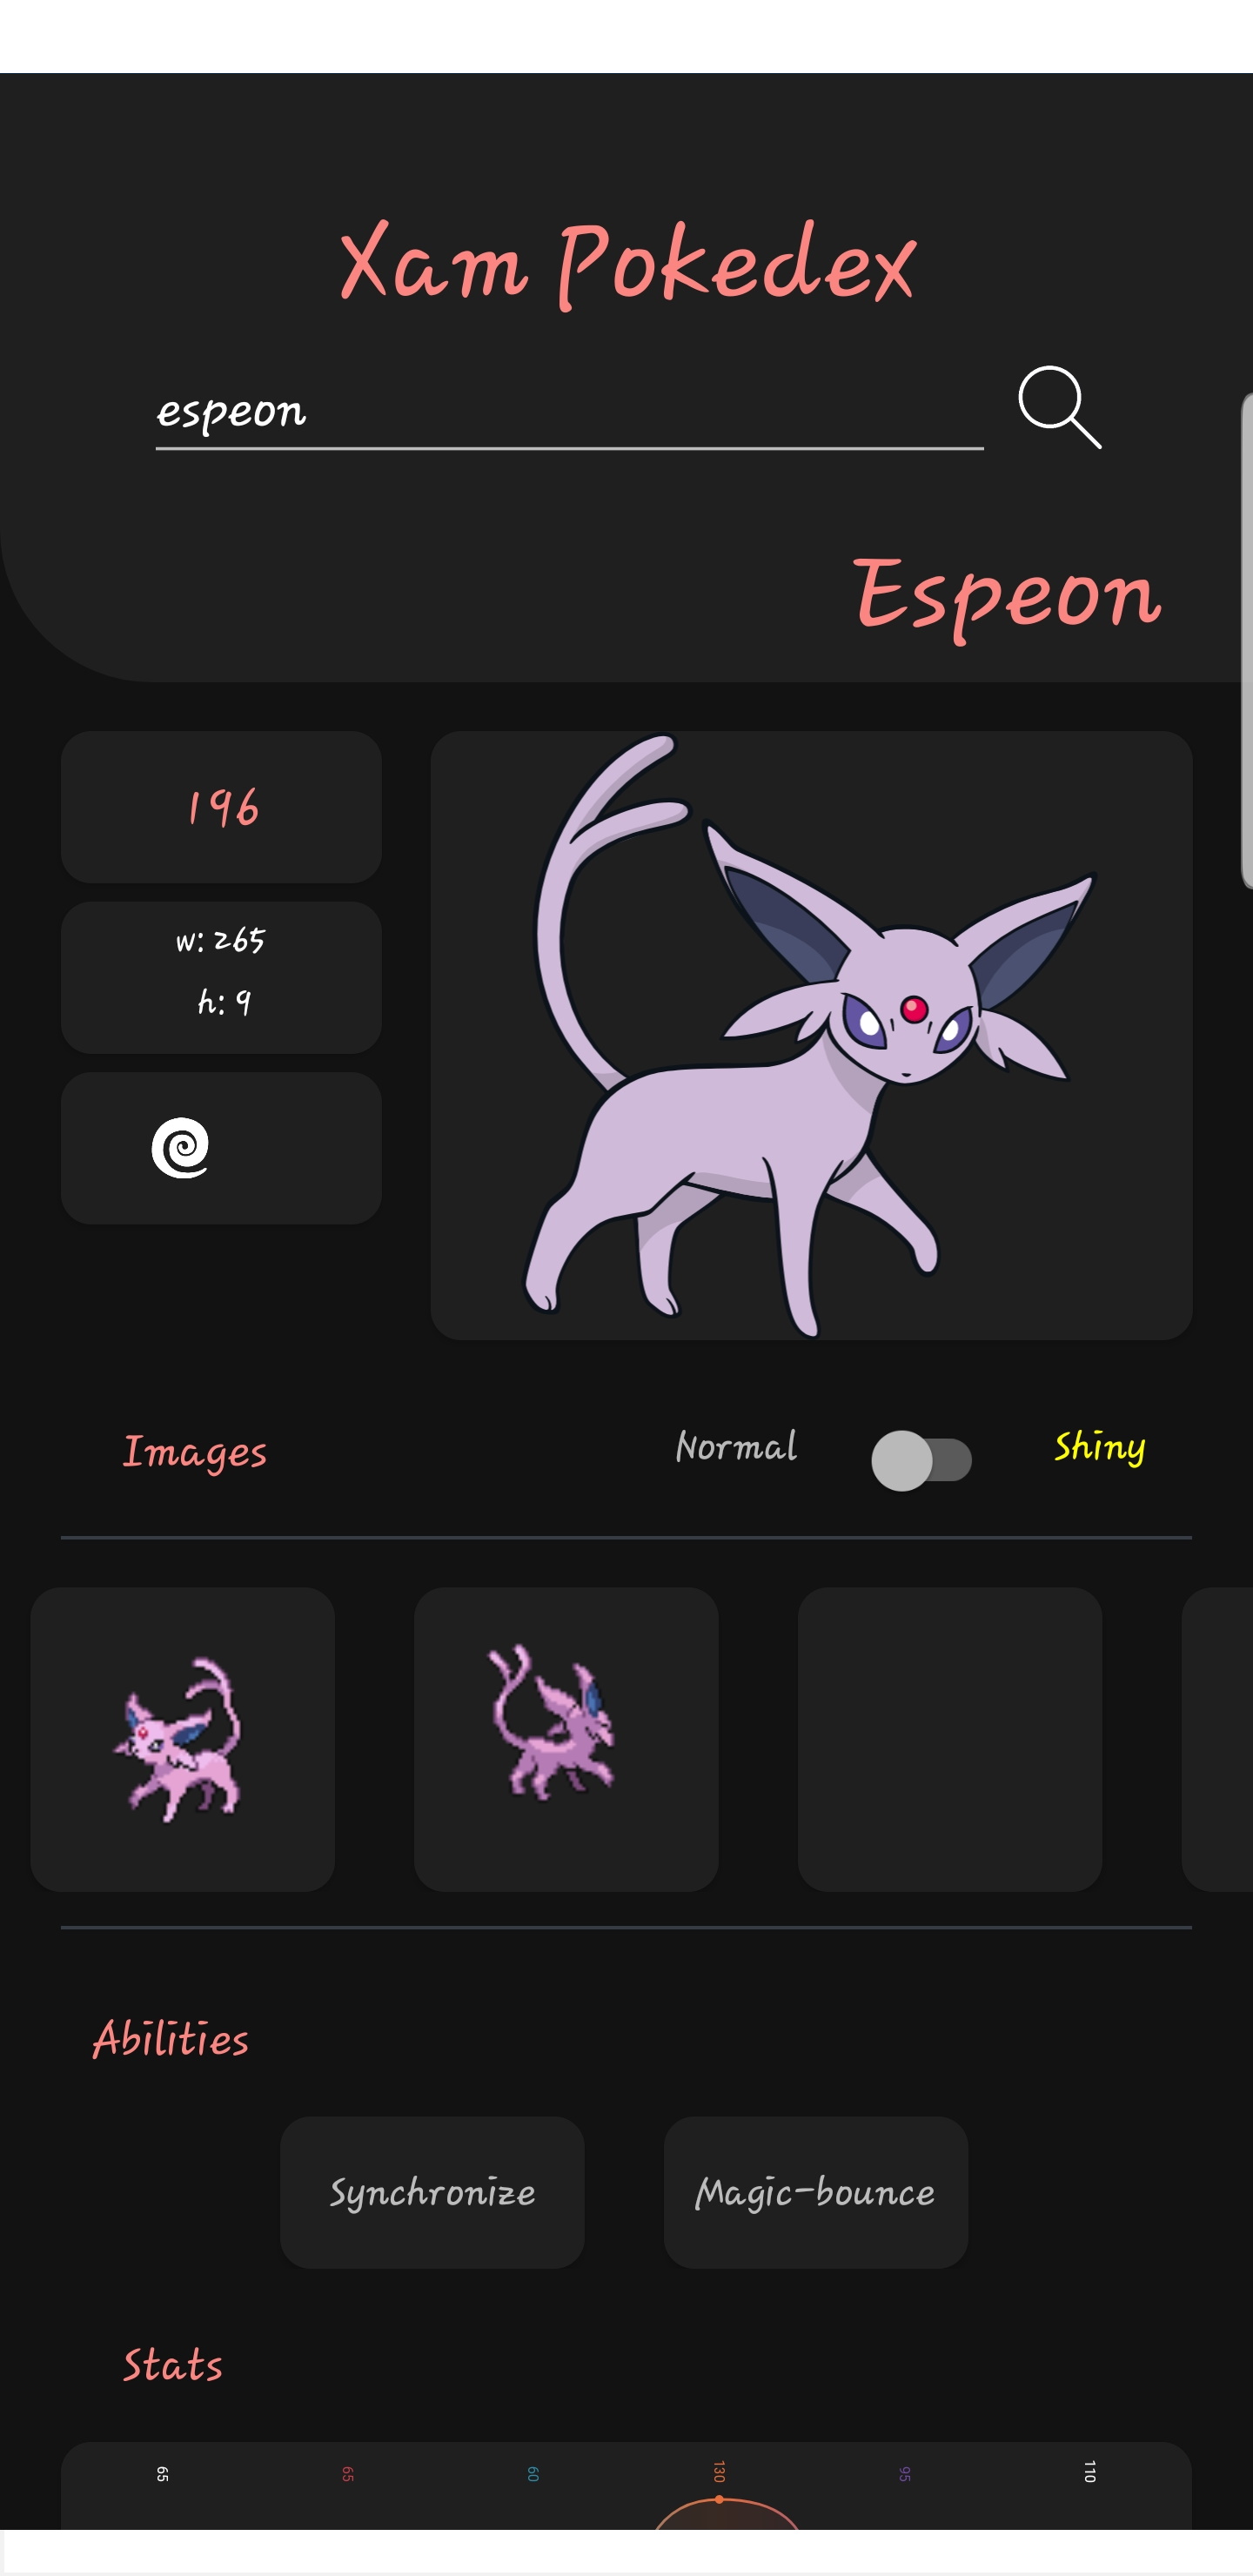 Xam Pokedex
espeon
Espeon
196
w: 265
h: 9
Images
Normal
Shiny
Abilities
Synchronize
Magic-bounce
Stats
65
65
60
130
95
110